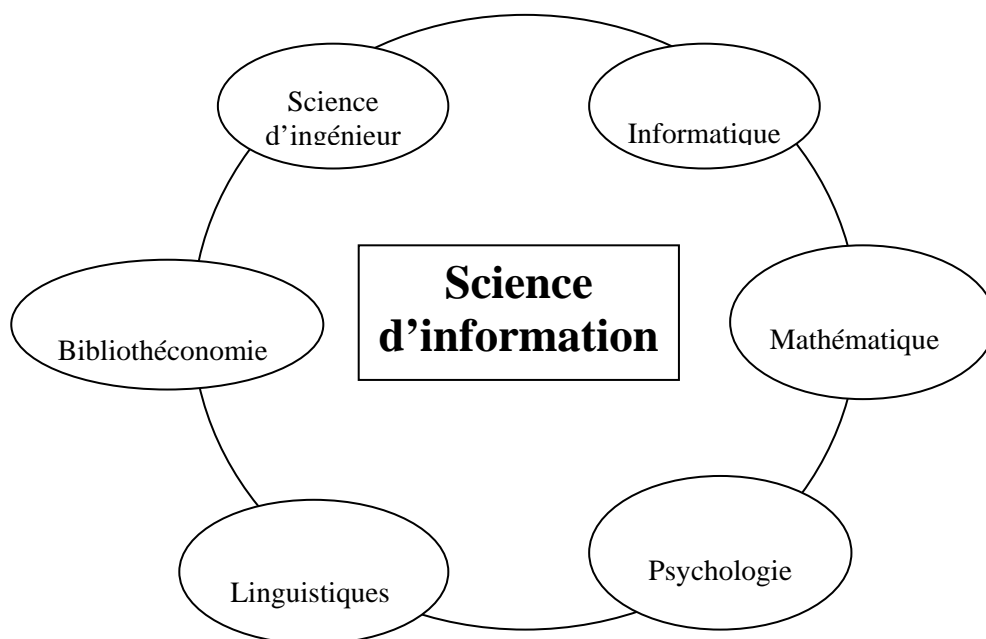 Science
d’ingénieur
Informatique
Science
d’information
Bibliothéconomie
Mathématique
Linguistiques
Psychologie